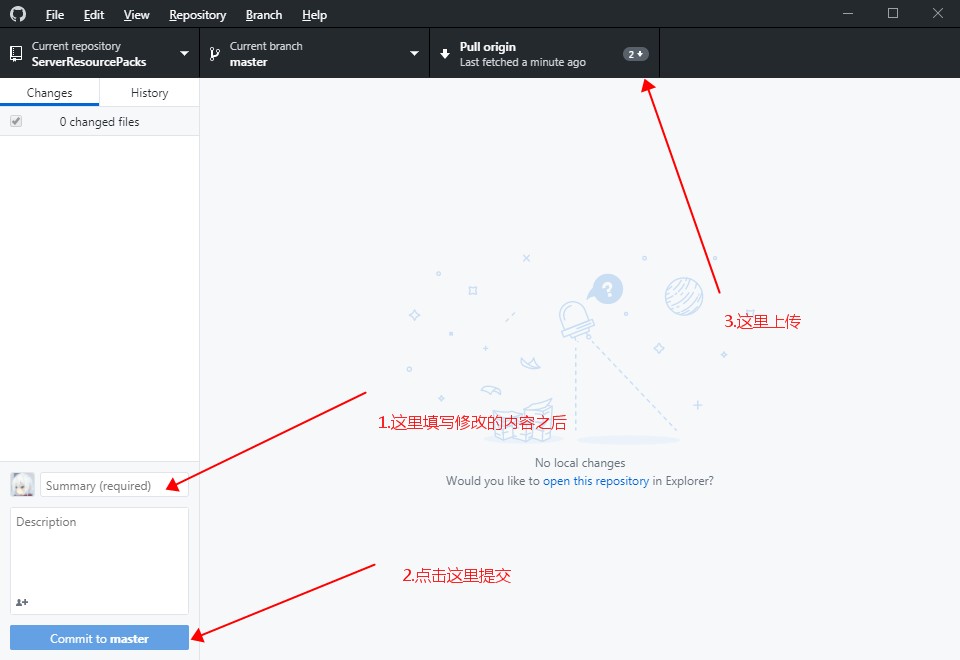 File Edit View Repository Branch Help
Current repository
ServerResourcePacks
Current branch
master
Pull origin
Last fetched a minute ago
2
Changes History
0 changed files
3.这里上传
1.这里填写修改的内容之后
No local changes
Would you like to open this repository in Explorer?
Summary (required)
Description
2.点击这里提交
Commit to master